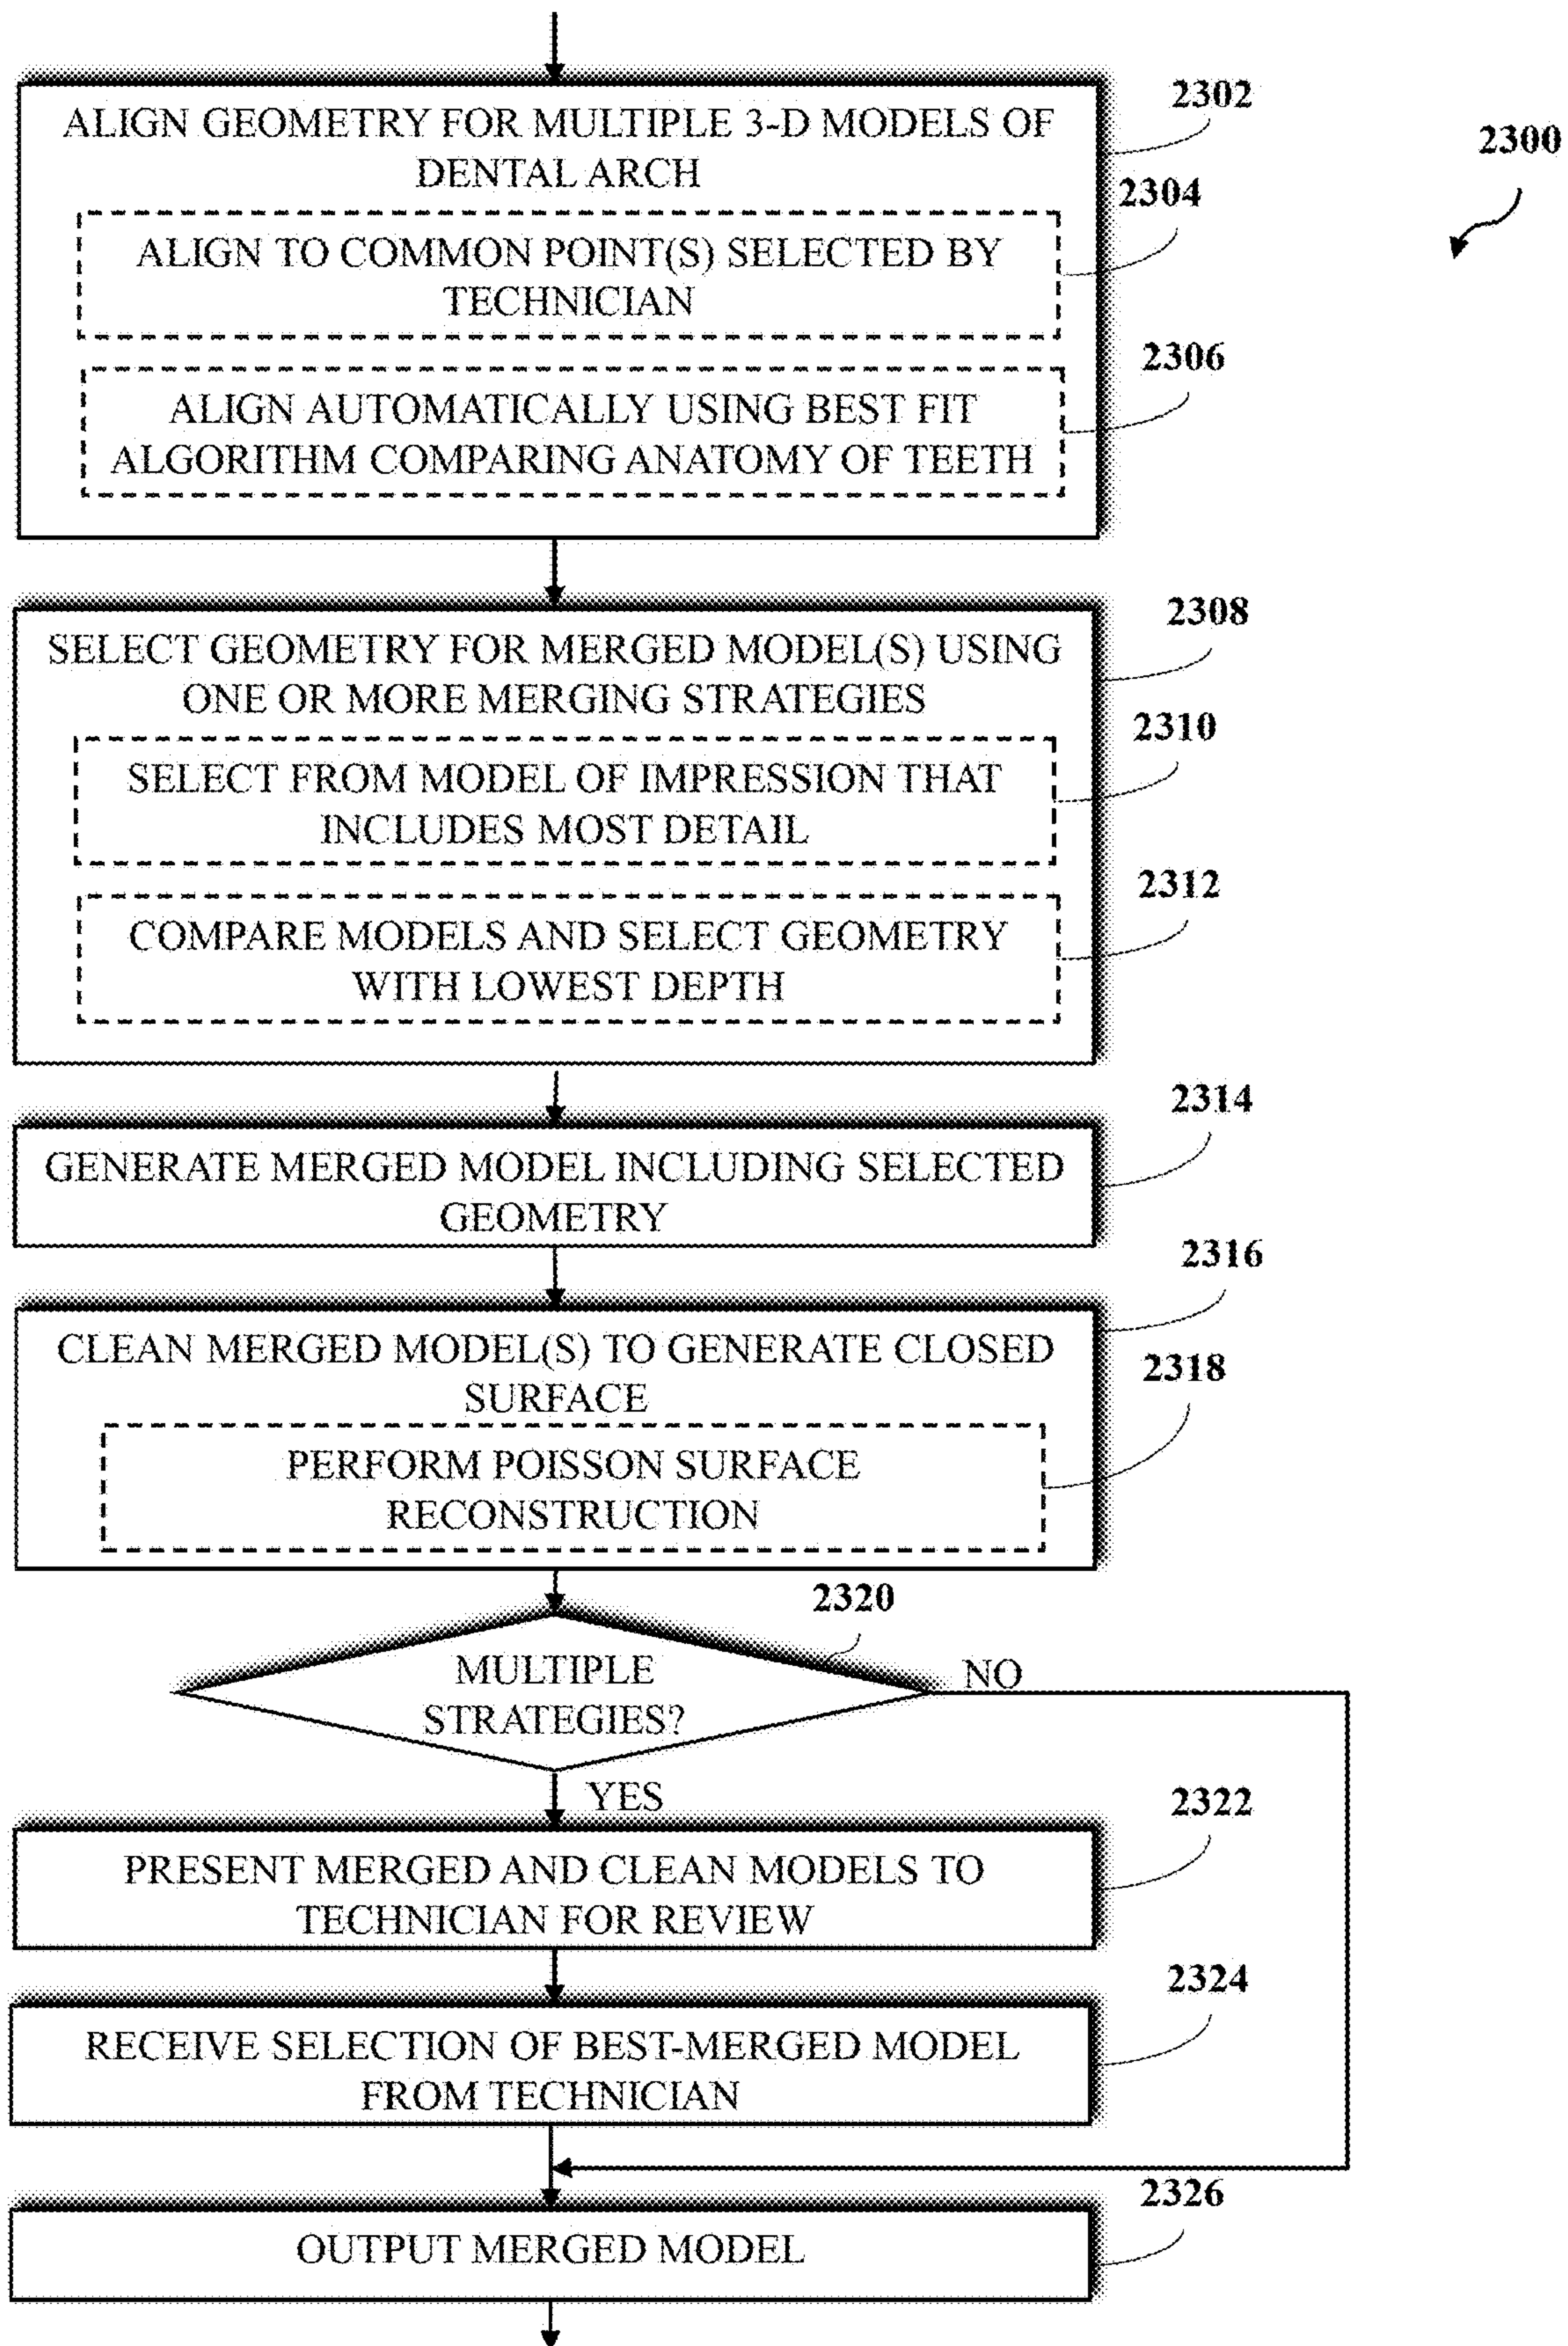 2302
2300
ALIGN GEOMETRY FOR MULTIPLE 3-D MODELS OF
DENTAL ARCH
2304
ALIGN TO COMMON POINT(S) SELECTED BY
TECHNICIAN
2306
ALIGN AUTOMATICALLY USING BEST FIT
ALGORITHM COMPARING ANATOMY OF TEETH
2308
SELECT GEOMETRY FOR MERGED MODEL(S) USING
ONE OR MORE MERGING STRATEGIES
2310
SELECT FROM MODEL OF IMPRESSION THAT
INCLUDES MOST DETAIL
2312
COMPARE MODELS AND SELECT GEOMETRY
WITH LOWEST DEPTH
2314
GENERATE MERGED MODEL INCLUDING SELECTED
GEOMETRY
2316
CLEAN MERGED MODEL(S) TO GENERATE CLOSED
SURFACE
2318
PERFORM POISSON SURFACE
RECONSTRUCTION
2320
MULTIPLE
STRATEGIES?
NO
YES
2322
PRESENT MERGED AND CLEAN MODELS TO
TECHNICIAN FOR REVIEW
2324
RECEIVE SELECTION OF BEST-MERGED MODEL
FROM TECHNICIAN
2326
OUTPUT MERGED MODEL